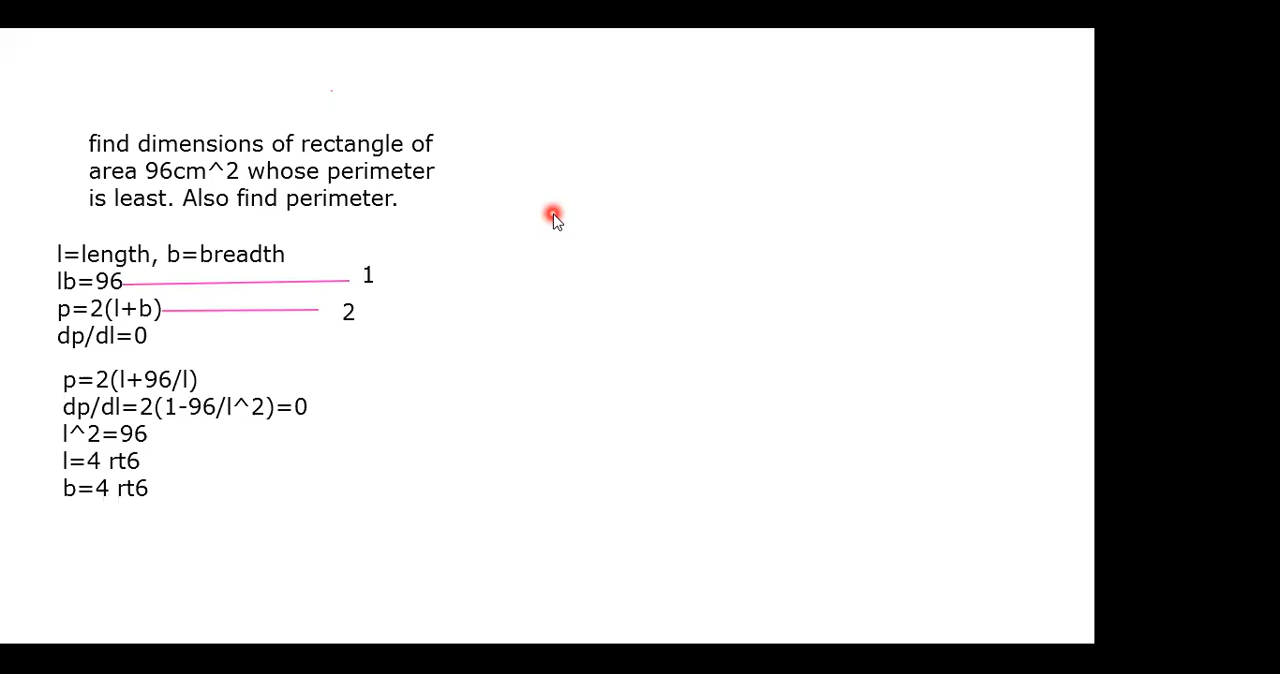 find dimensions of rectangle of
area 96cm^2 whose perimeter
is least. Also find perimeter.
l=length, b=breadth
lb=96 1
p=2(l+b) 2
dp/dl=0
p=2(l+96/l)
dp/dl=2(1-96/l^2)=0
l^2=96
l=4 rt6
b=4 rt6